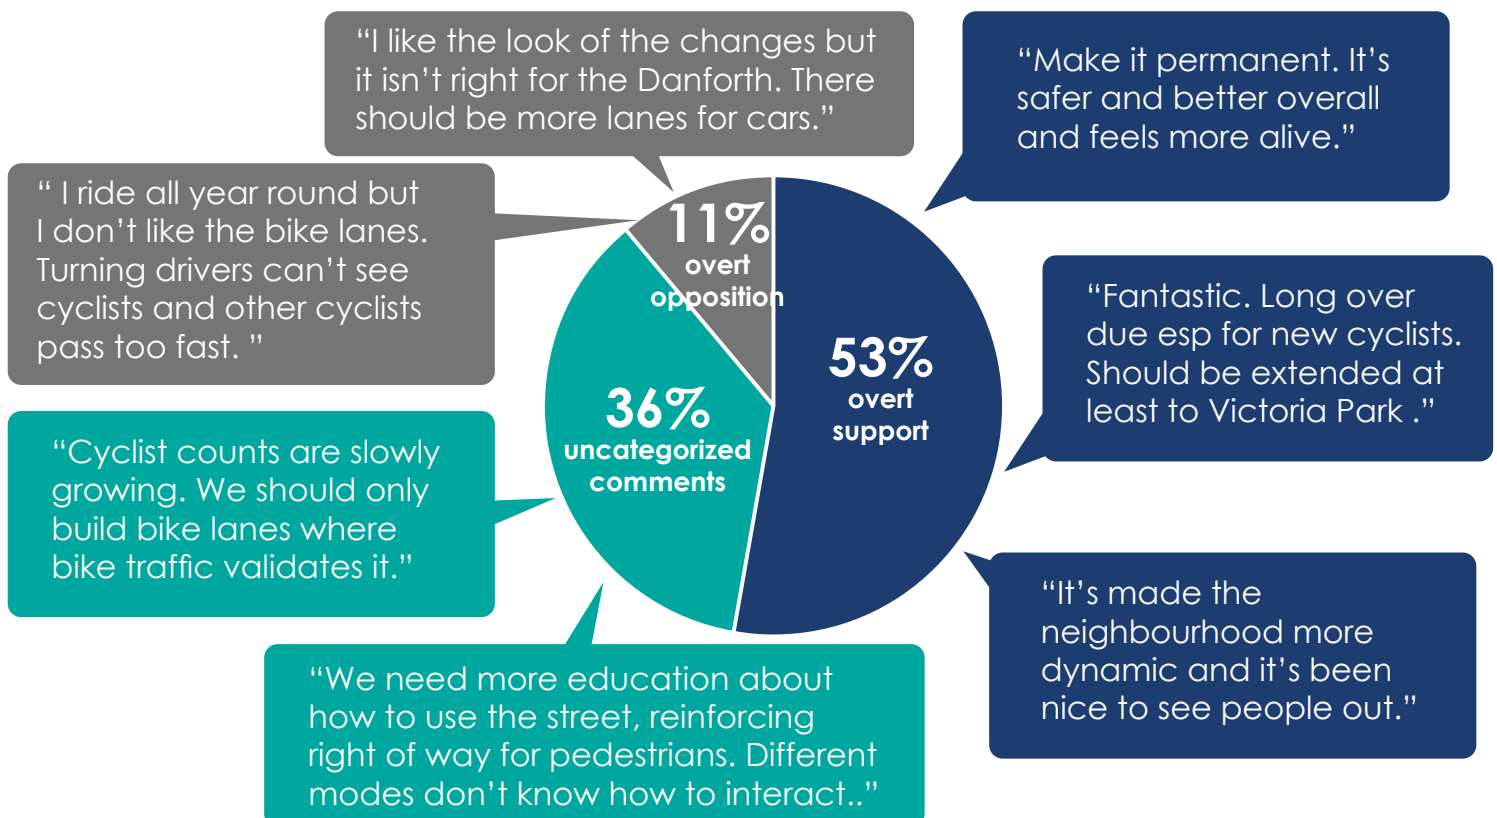 “I like the look of the changes but
it isn’t right for the Danforth. There
should be more lanes for cars.”
“Make it permanent. It’s
safer and better overall
and feels more alive.”
“ I ride all year round but
I don’t like the bike lanes.
Turning drivers can’t see
cyclists and other cyclists
pass too fast. ”
11%
overt
opposition
“Fantastic. Long over
due esp for new cyclists.
Should be extended at
least to Victoria Park .”
53%
overt
support
36%
uncategorized
comments
“Cyclist counts are slowly
growing. We should only
build bike lanes where
bike traffic validates it.”
“It’s made the
neighbourhood more
dynamic and it’s been
nice to see people out.”
“We need more education about
how to use the street, reinforcing
right of way for pedestrians. Different
modes don’t know how to interact..”